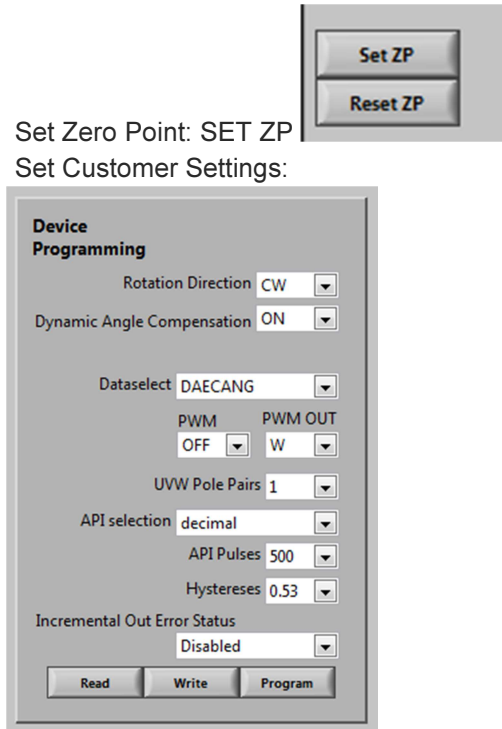 Set ZP
Reset ZP
Set Zero Point: SET ZP
Set Customer Settings:
Device
Programming
Rotation Direction CW
Dynamic Angle Compensation ON
Dataselect DAECANG
PWM PWM OUT
OFF W
UVW Pole Pairs 1
API selection decimal
API Pulses 500
Hystereses 0.53
Incremental Out Error Status
Disabled
Read Write Program